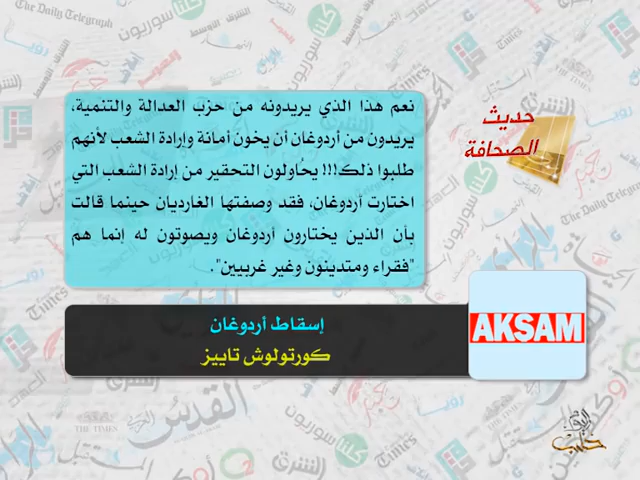 حديث
الصحافة
نعم هذا الذي يريدونه من حزب العدالة والتنمية،
يريدون من أردوغان أن يخون أمانة وإرادة الشعب لأنهم
طلبوا ذلك!!! يحاولون التحقير من إرادة الشعب التي
اختارت أردوغان، فقد وصفتها الغارديان حينما قالت
بأن الذين يختارون أردوغان ويصوتون له إنما هم
"فقراء ومتدينون وغير غربيين".
AKSAM
إسقاط أردوغان
كورتولوش تاييز